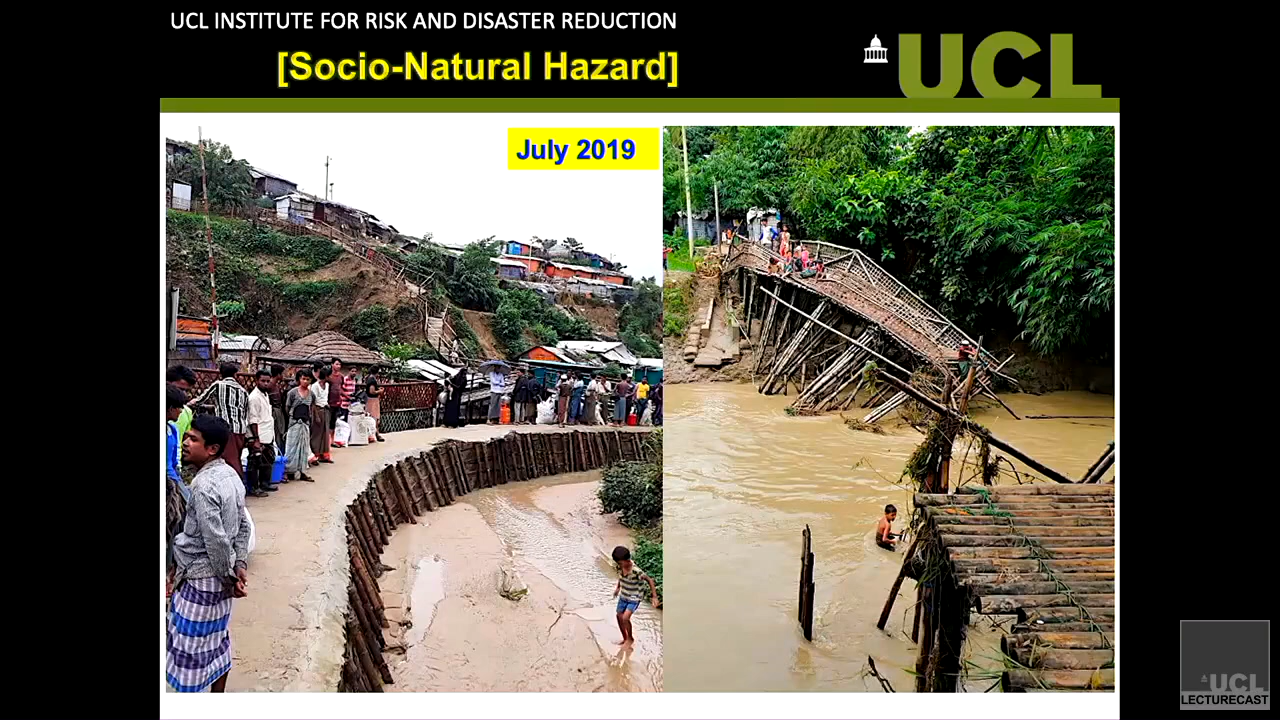 UCL INSTITUTE FOR RISK AND DISASTER REDUCTION
[Socio-Natural Hazard]
UCL
July 2019
UCL
LECTURECAST